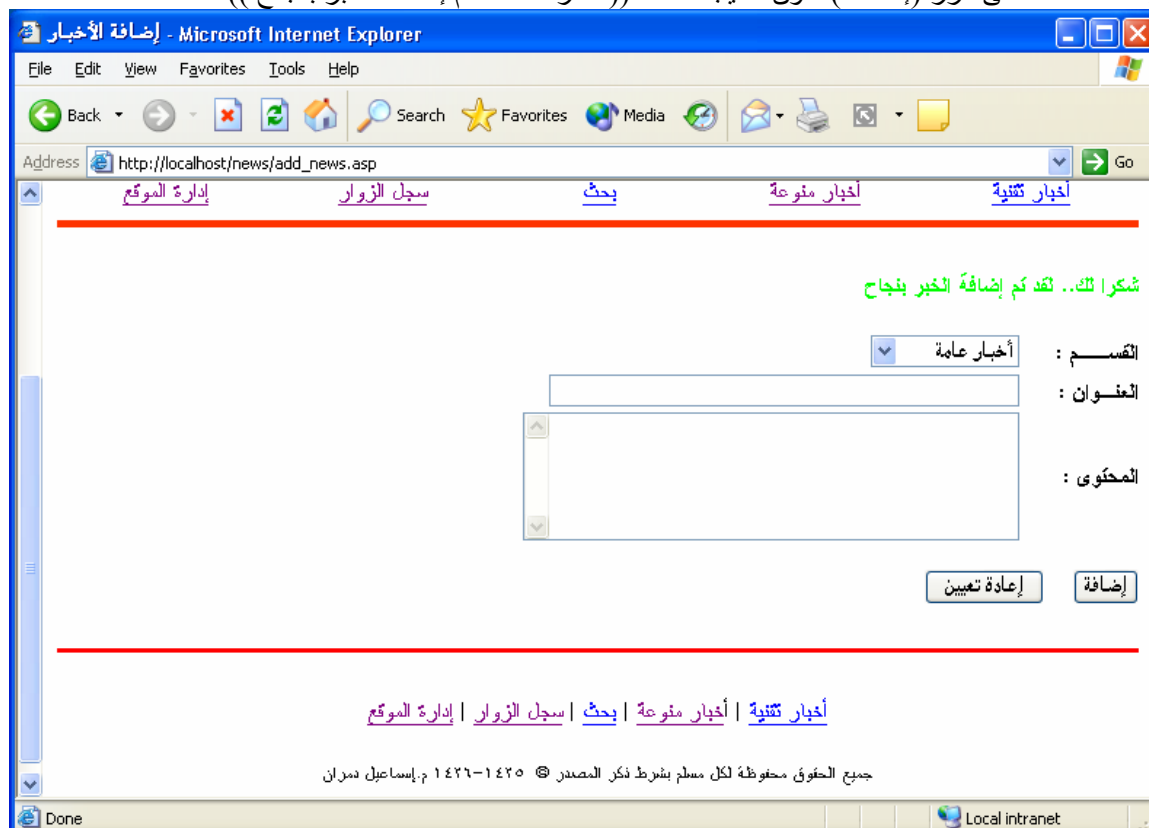 إضافة الأخبار - Microsoft Internet Explorer
File Edit View Favorites Tools Help
Back Search Favorites Media
Address http://localhost/news/add_news.asp Go
أخبار تقنية أخبار منوعة بحث سجل الزوار إدارة الموقع
شكرا لك.. لقد تم إضافة الخبر بنجاح
القســـــم : أخبار عامة
العنـــوان :
المحتوى :
إضافة إعادة تعيين
أخبار تقنية | أخبار منوعة | بحث | سجل الزوار | إدارة الموقع
جميع الحقوق محفوظة لكل مسلم بشرط ذكر المصدر © ١٤٢٥-١٤٢٦ م.إسماعيل
Done Local intranet